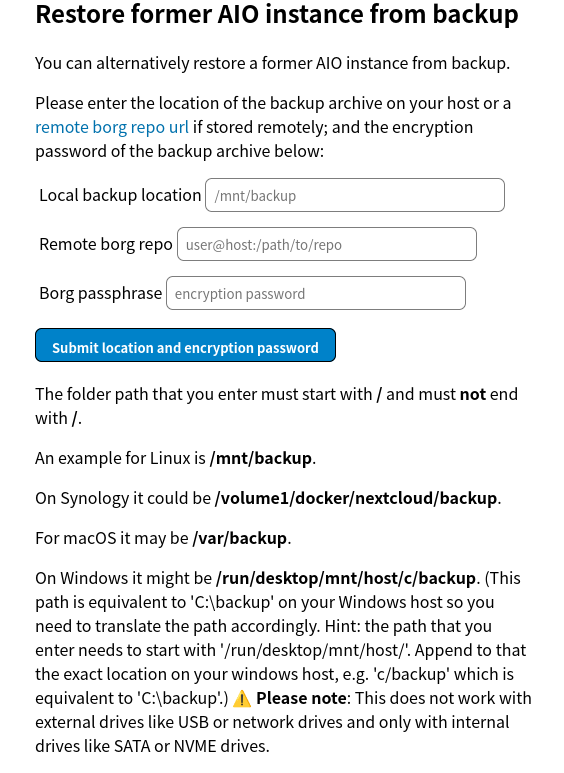 Restore former AIO instance from backup
You can alternatively restore a former AIO instance from backup.
Please enter the location of the backup archive on your host or a
remote borg repo url if stored remotely; and the encryption
password of the backup archive below:
Local backup location /mnt/backup
Remote borg repo user@host:/path/to/repo
Borg passphrase encryption password
Submit location and encryption password
The folder path that you enter must start with / and must not end
with /.
An example for Linux is /mnt/backup.
On Synology it could be /volume1/docker/nextcloud/backup.
For macOS it may be /var/backup.
On Windows it might be /run/desktop/mnt/host/c/backup. (This
path is equivalent to 'C:\backup' on your Windows host so you
need to translate the path accordingly. Hint: the path that you
enter needs to start with '/run/desktop/mnt/host/'. Append to that
the exact location on your windows host, e.g. 'c/backup' which is
equivalent to 'C:\backup'.) ⚠️ Please note: This does not work with
external drives like USB or network drives and only with internal
drives like SATA or NVME drives.